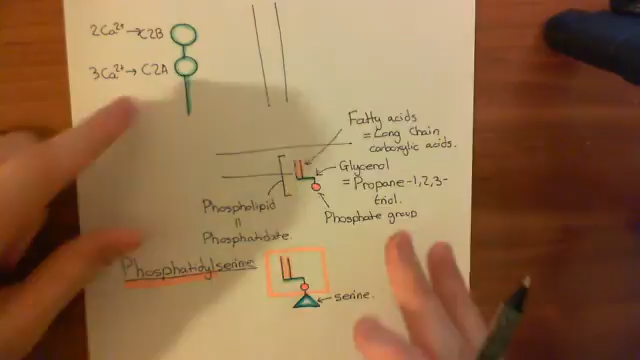 2Ca²⁺ → C2B
3Ca²⁺ → C2A
Fatty acids
= Long chain
carboxylic acids.
Glycerol
= Propane-1,2,3-
triol.
Phosphate group
Phospholipid
=
Phosphatidate.
Phosphatidylserine
serine.